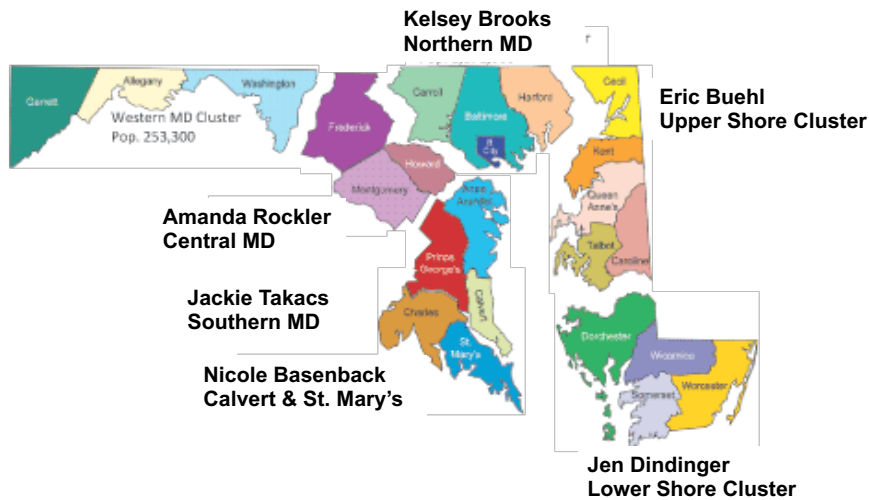 Kelsey Brooks
Northern MD
Garrett
Allegany
Washington
Western MD Cluster
Pop. 253,300
Frederick
Carroll
Baltimore
B City
Harford
Cecil
Eric Buehl
Upper Shore Cluster
Kent
Queen
Anne's
Talbot
Caroline
Montgomery
Howard
Anne
Arundel
Amanda Rockler
Central MD
Prince
George's
Jackie Takacs
Southern MD
Charles
Calvert
St.
Mary's
Nicole Basenback
Calvert & St. Mary's
Dorchester
Wicomico
Somerset
Worcester
Jen Dindinger
Lower Shore Cluster